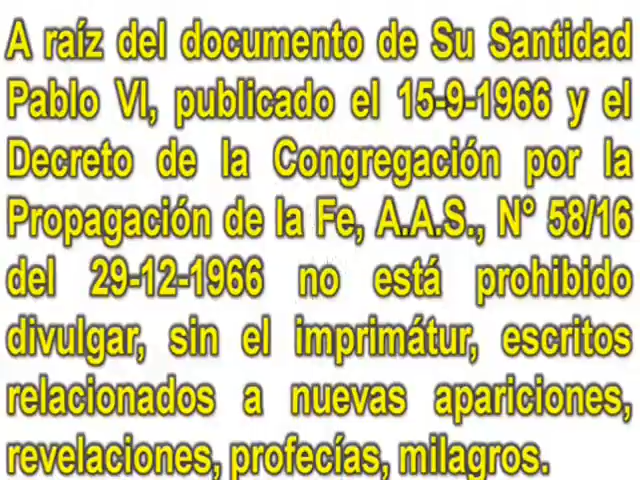 A raíz del documento de Su Santidad
Pablo VI, publicado el 15-9-1966 y el
Decreto de la Congregación por la
Propagación de la Fe, A.A.S., N° 58/16
del 29-12-1966 no está prohibido
divulgar, sin el imprimátur, escritos
relacionados a nuevas apariciones,
revelaciones, profecías, milagros.